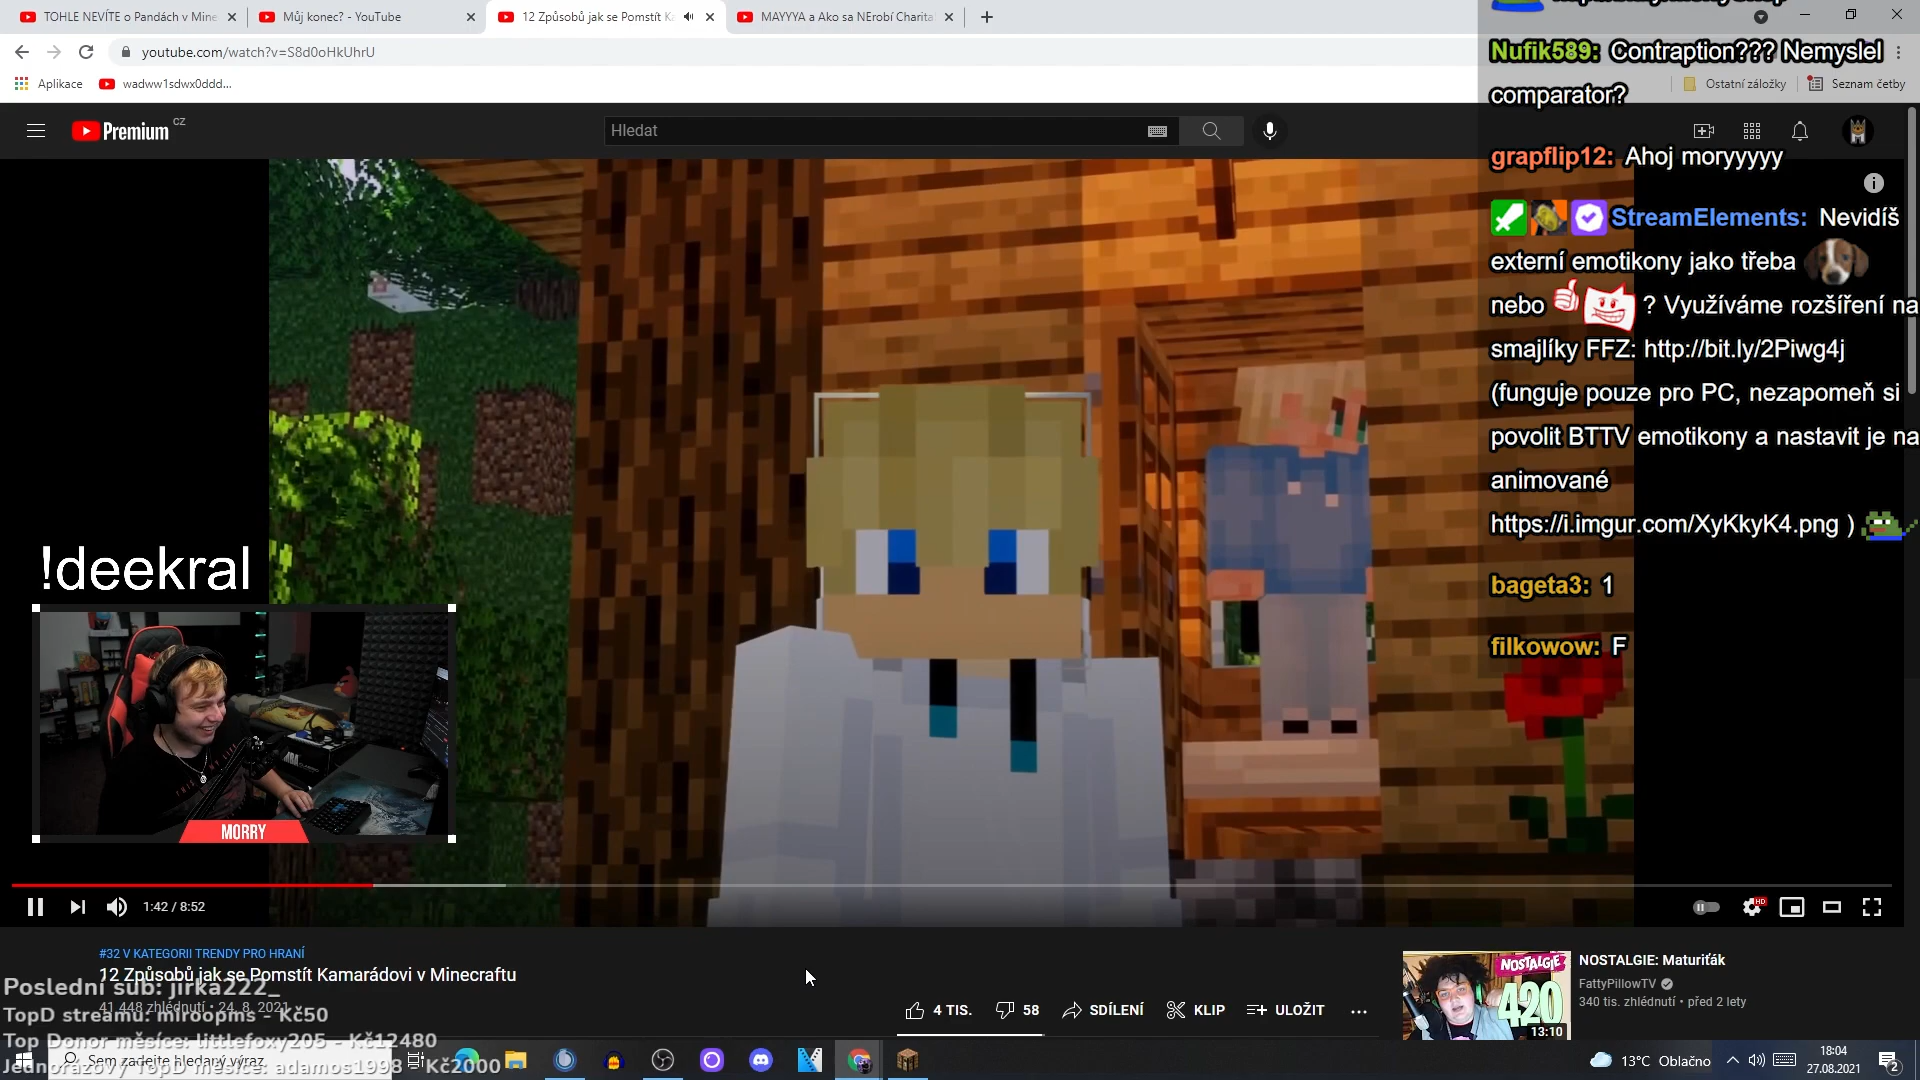 TOHLE NEVÍTE o Pandách v Mine
Můj konec? - YouTube
12 Způsobů jak se Pomstít Ka
MAYYYA a Ako sa NErobí Charita!
youtube.com/watch?v=S8d0oHkUhrU
Aplikace
wadww1sdwx0ddd...
Ostatní záložky
Seznam četby
Premium CZ
Hledat
Nufik589: Contraption??? Nemyslel
comparator?
grapflip12: Ahoj moryyyyy
StreamElements: Nevidíš
externí emotikony jako třeba
nebo ? Využíváme rozšíření na
smajlíky FFZ: http://bit.ly/2Piwg4j
(funguje pouze pro PC, nezapomeň si
povolit BTTV emotikony a nastavit je na
animované
https://i.imgur.com/XyKkyK4.png )
bageta3: 1
filkowow: F
!deekral
MORRY
1:42 / 8:52
HD
#32 V KATEGORII TRENDY PRO HRANÍ
12 Způsobů jak se Pomstít Kamarádovi v Minecraftu
41 448 zhlédnutí • 24. 8. 2021
4 TIS.
58
SDÍLENÍ
KLIP
ULOŽIT
NOSTALGIE
420
13:10
NOSTALGIE: Maturiťák
FattyPillowTV
340 tis. zhlédnutí • před 2 lety
Poslední sub: jirka222_
TopD streamu: miroopms - Kč50
Top Donor měsíce: littlefoxy205 - Kč12480
Jednorázový TopD měsíce: adamos1998 - Kč2000
Sem zadejte hledaný výraz
13°C Oblačno
18:04
27.08.2021
2